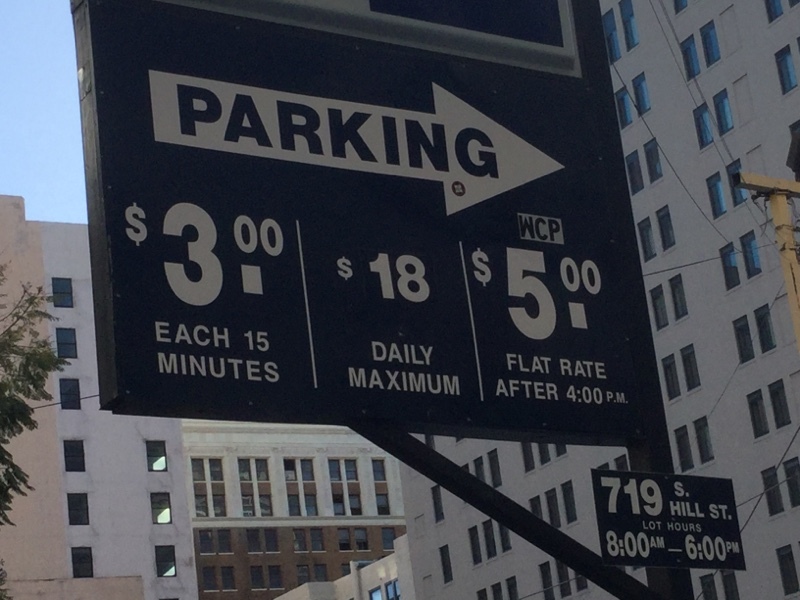 PARKING
$3.00
EACH 15
MINUTES
$18
DAILY
MAXIMUM
WCP
$5.00
FLAT RATE
AFTER 4:00 P.M.
719 S.
HILL ST.
LOT HOURS
8:00AM — 6:00PM